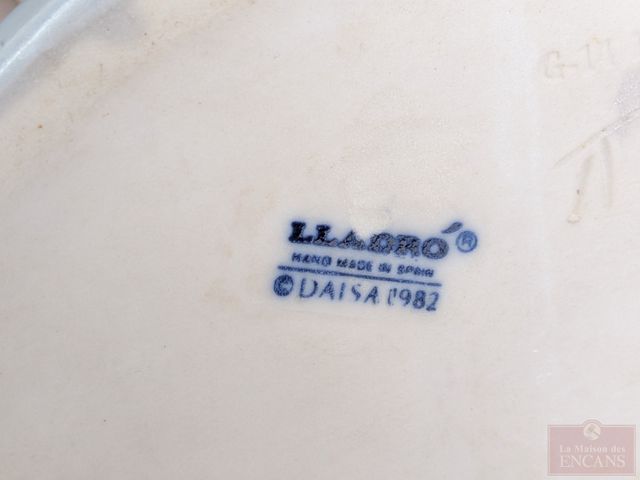 LLADRÓ®
HAND MADE IN SPAIN
© DAISA 1982
La Maison des
ENCANS